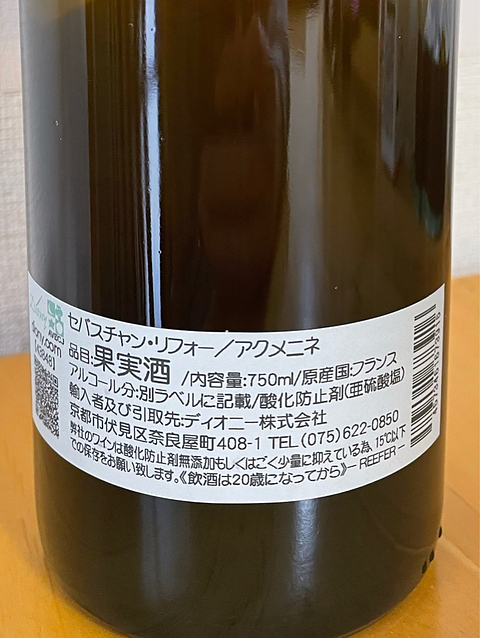 セバスチャン・リフォー／アクメニネ
品目:果実酒 /内容量:750ml/原産国:フランス
アルコール分:別ラベルに記載/酸化防止剤(亜硫酸塩)
輸入者及び引取先:ディオニー株式会社
京都市伏見区奈良屋町408-1 TEL(075)622-0850
弊社のワインは酸化防止剤無添加もしくはごく少量に抑えている為、15℃以下
での保存をお願い致します。《飲酒は20歳になってから》－REEFER－